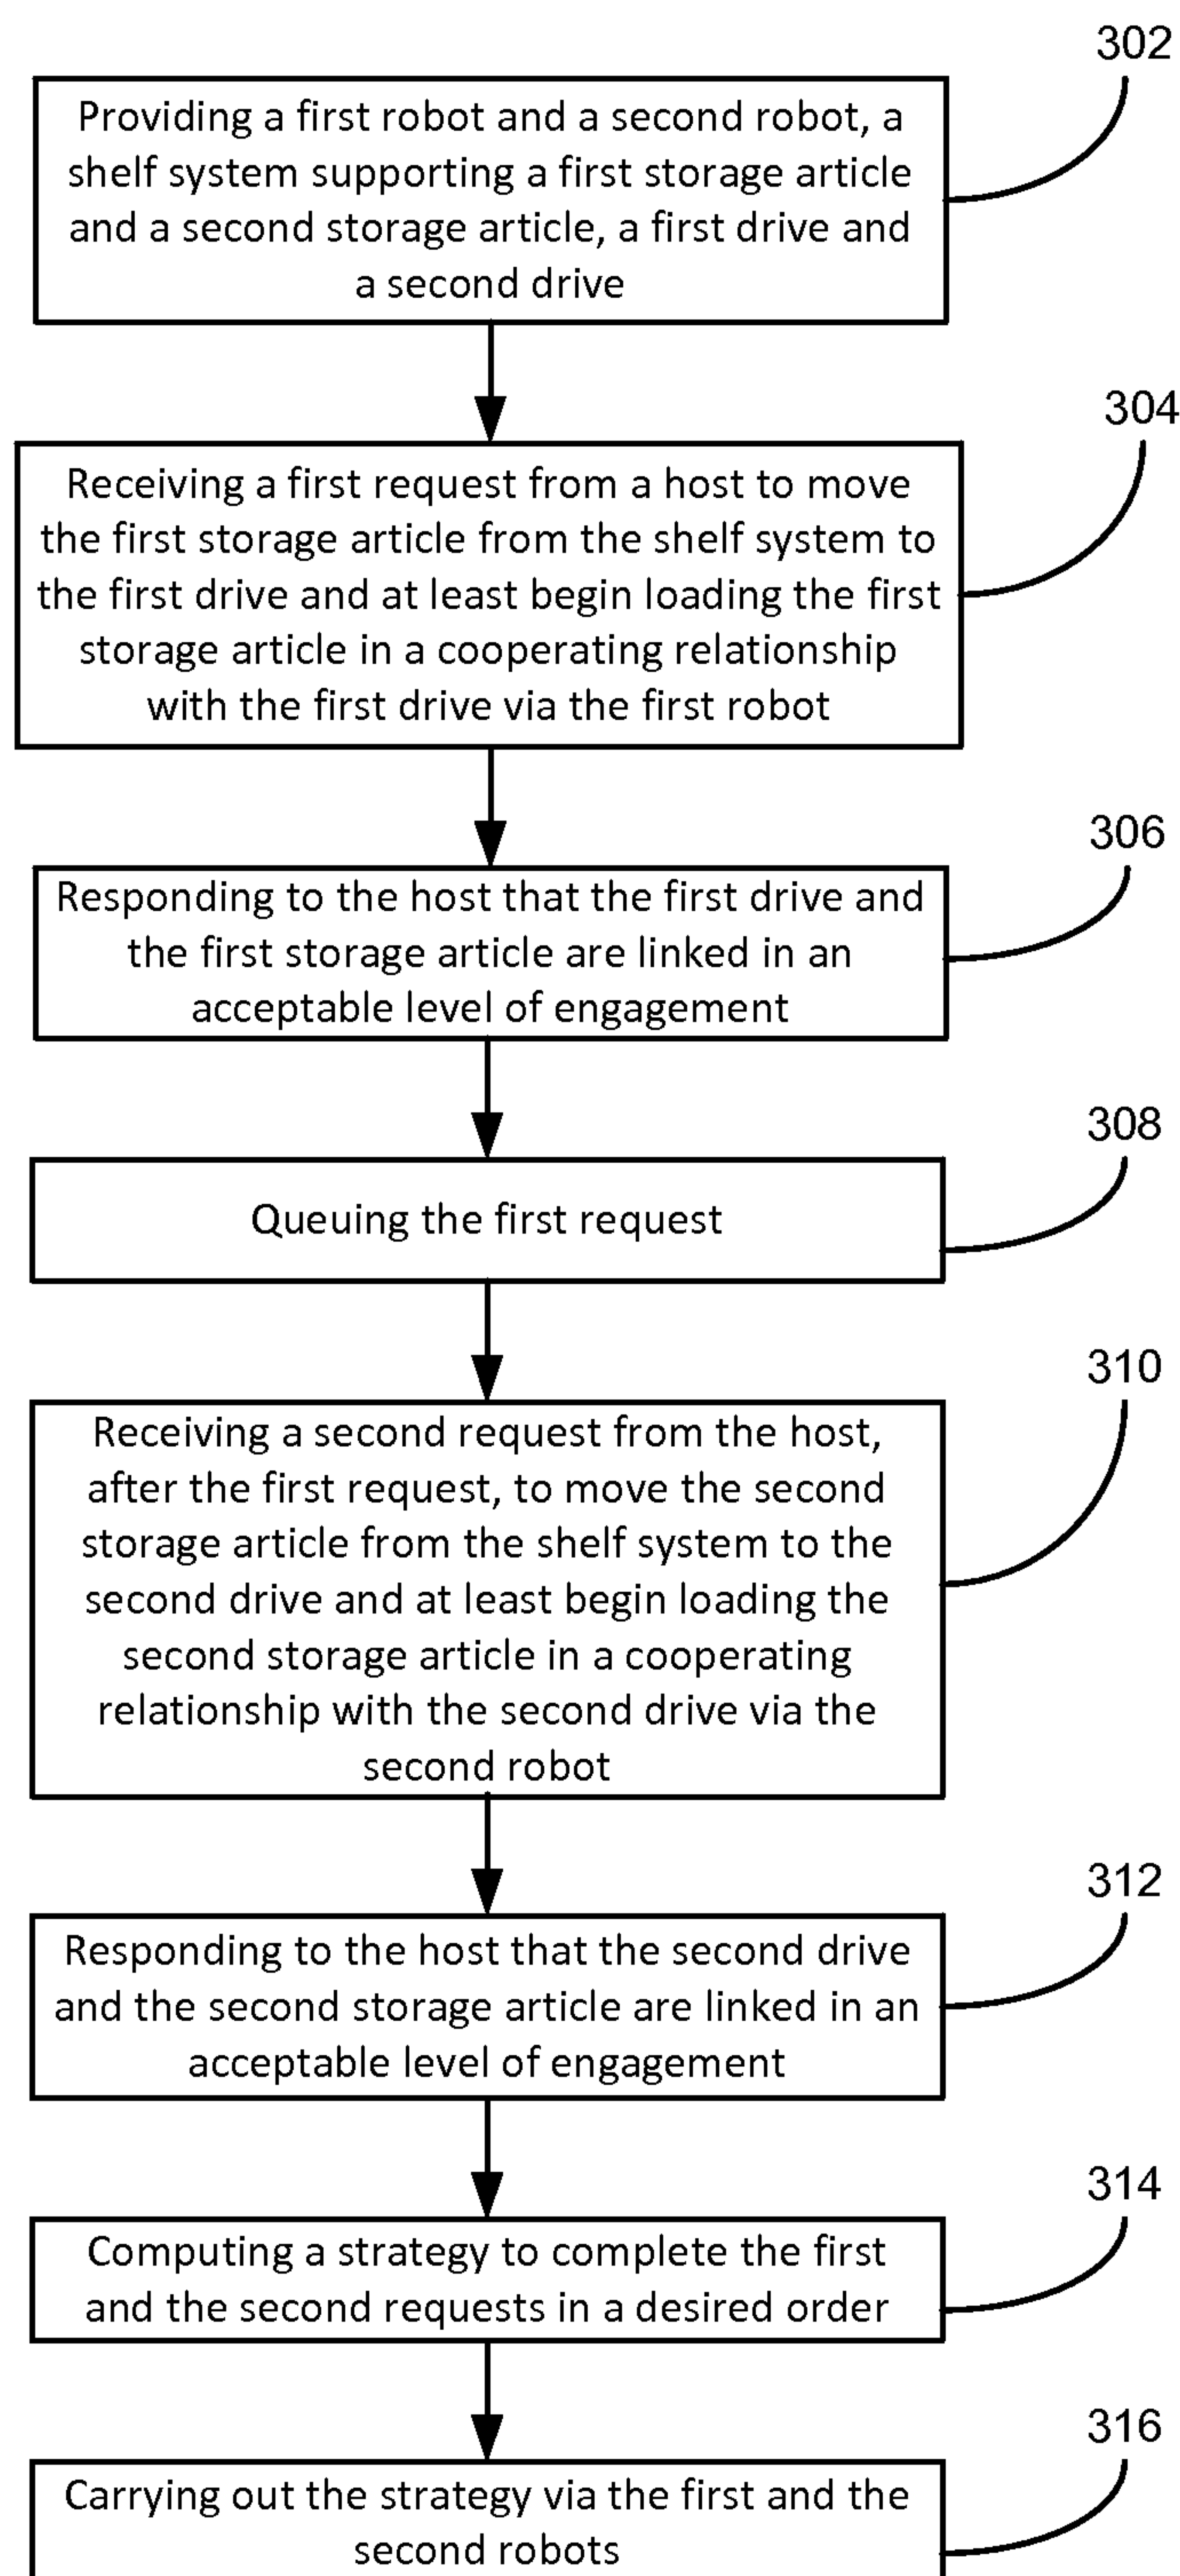 302
Providing a first robot and a second robot, a
shelf system supporting a first storage article
and a second storage article, a first drive and
a second drive
304
Receiving a first request from a host to move
the first storage article from the shelf system to
the first drive and at least begin loading the first
storage article in a cooperating relationship
with the first drive via the first robot
306
Responding to the host that the first drive and
the first storage article are linked in an
acceptable level of engagement
308
Queuing the first request
310
Receiving a second request from the host,
after the first request, to move the second
storage article from the shelf system to the
second drive and at least begin loading the
second storage article in a cooperating
relationship with the second drive via the
second robot
312
Responding to the host that the second drive
and the second storage article are linked in an
acceptable level of engagement
314
Computing a strategy to complete the first
and the second requests in a desired order
316
Carrying out the strategy via the first and the
second robots